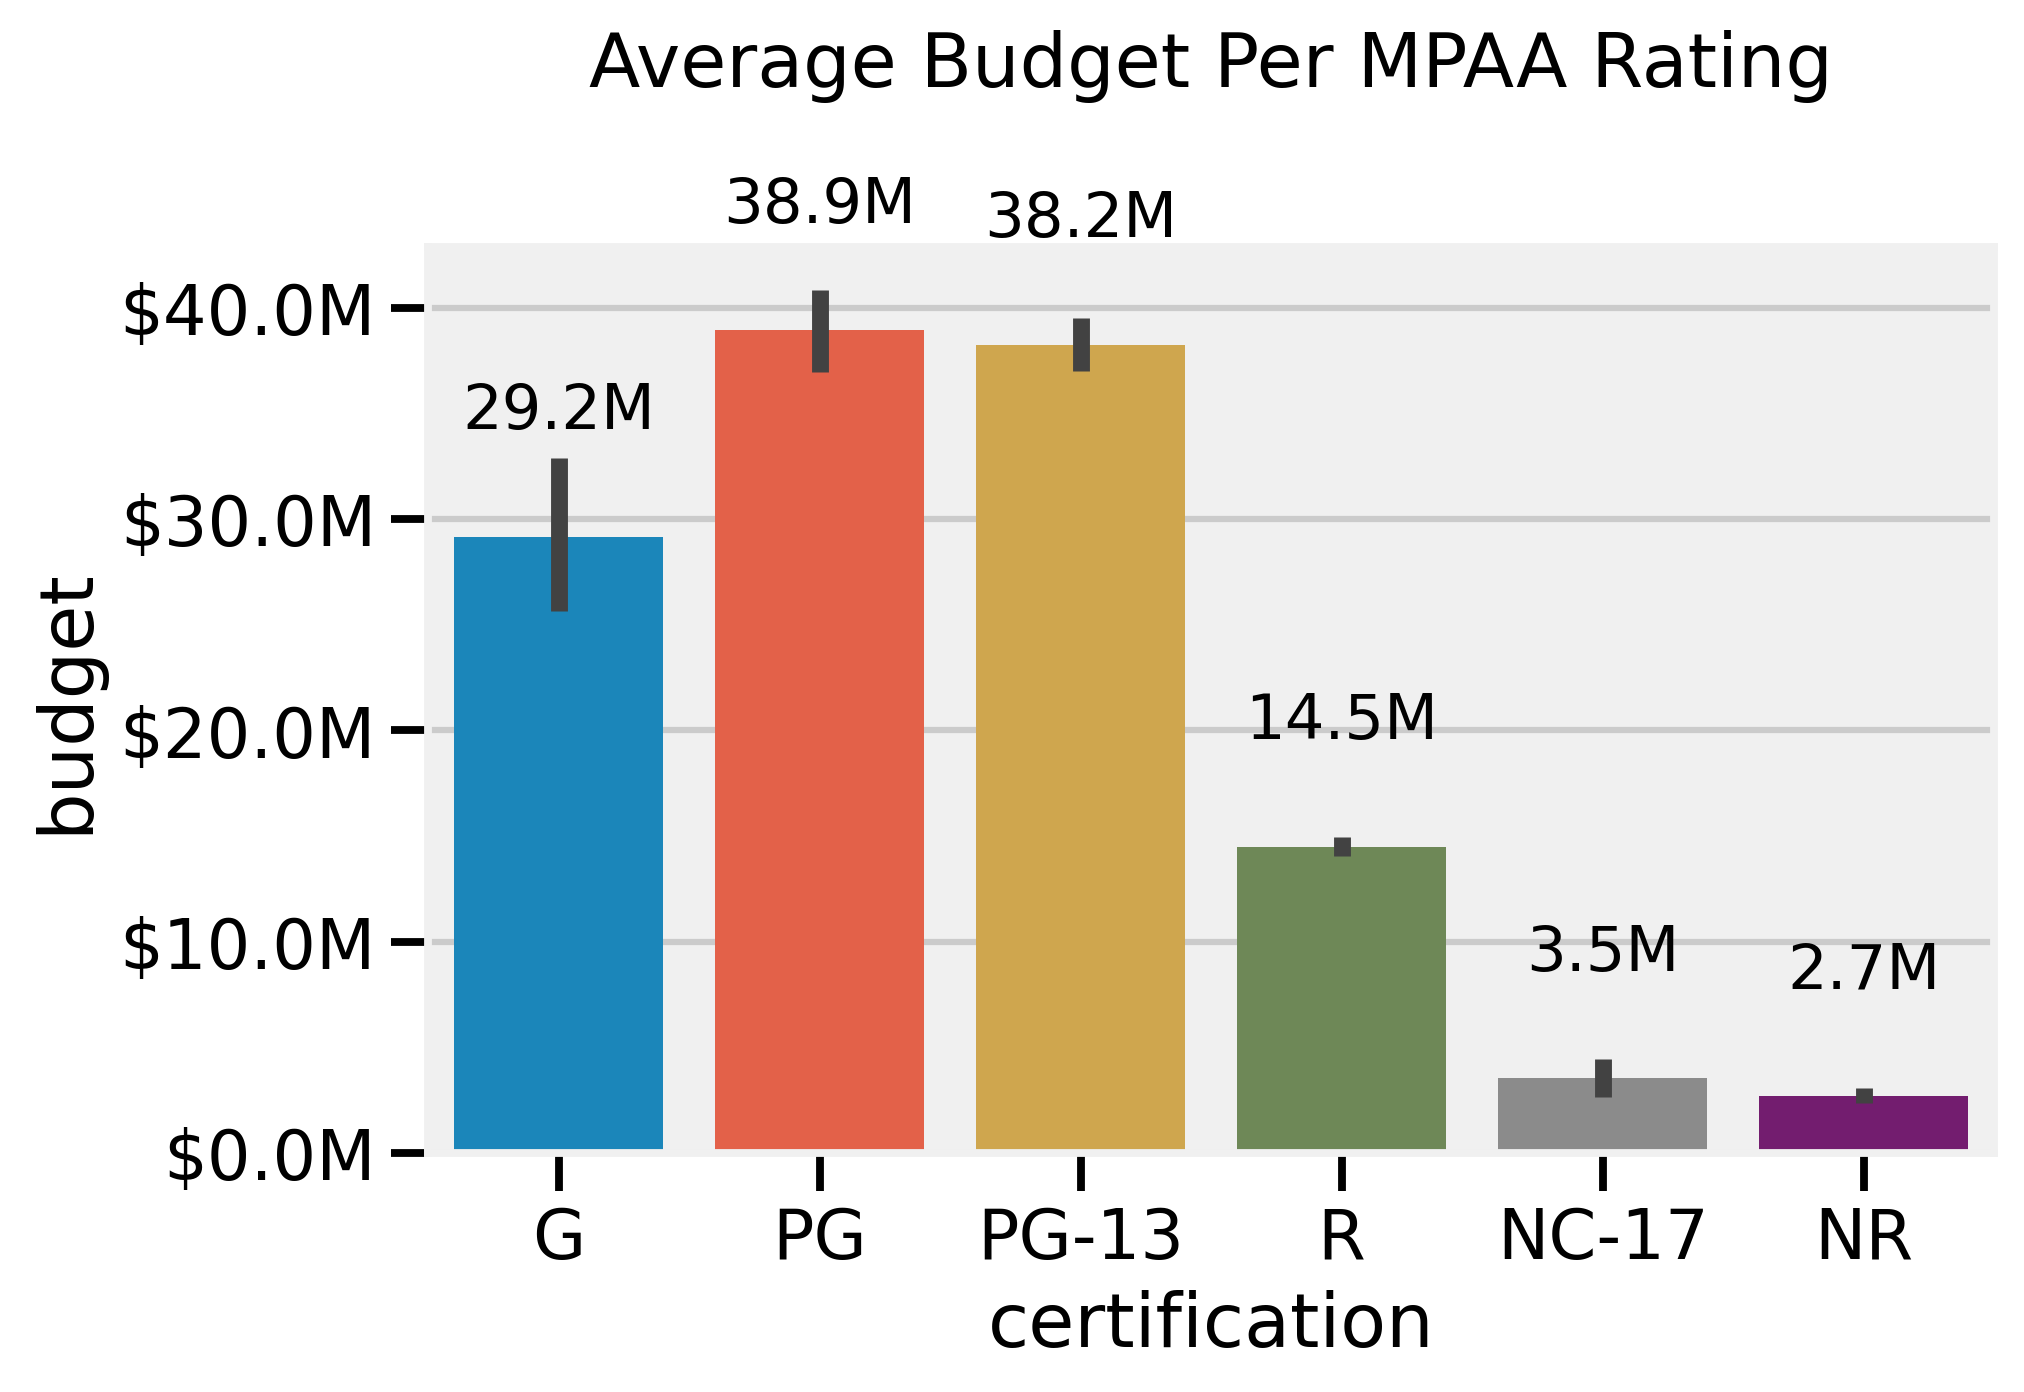 Average Budget Per MPAA Rating
38.9M 38.2M
$40.0M
29.2M
$30.0M
14.5M
$20.0M
3.5M
$10.0M
2.7M
$0.0M
budget
G PG PG-13 R NC-17 NR
certification